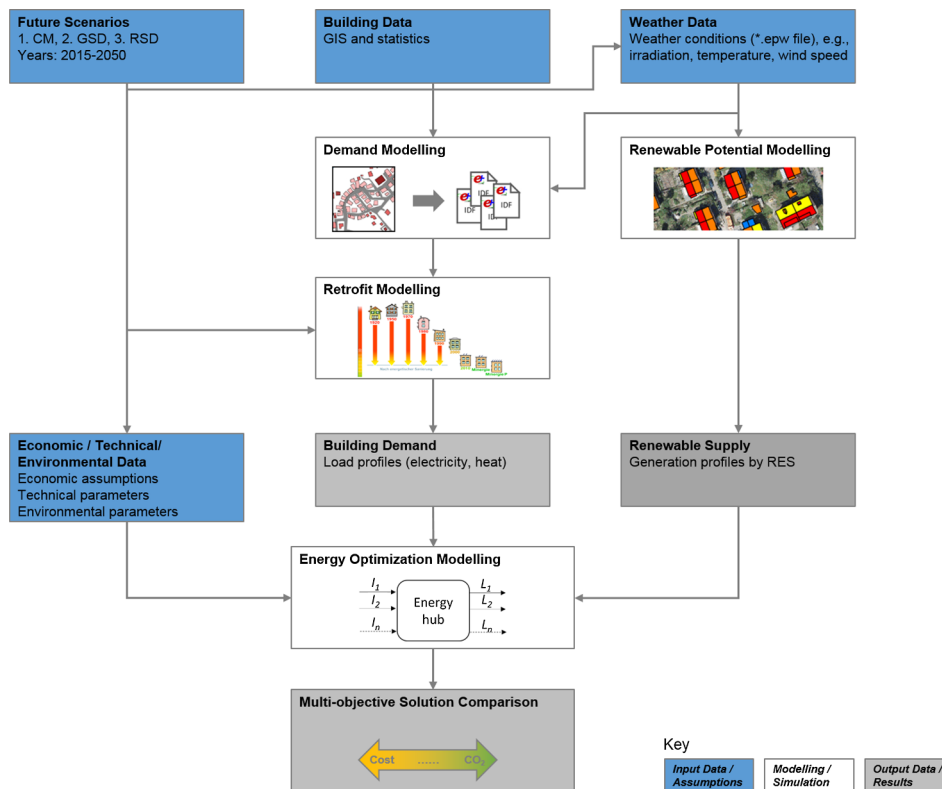 Future Scenarios
1. CM, 2. GSD, 3. RSD
Years: 2015-2050
Building Data
GIS and statistics
Weather Data
Weather conditions (*.epw file), e.g.,
irradiation, temperature, wind speed
Demand Modelling
IDF
IDF
IDF
IDF
Renewable Potential Modelling
Retrofit Modelling
Economic / Technical/
Environmental Data
Economic assumptions
Technical parameters
Environmental parameters
Building Demand
Load profiles (electricity, heat)
Renewable Supply
Generation profiles by RES
Energy Optimization Modelling
I1
I2
In
Energy
hub
L1
L2
Ln
Multi-objective Solution Comparison
Cost ...... CO2
Key
Input Data /
Assumptions
Modelling /
Simulation
Output Data /
Results